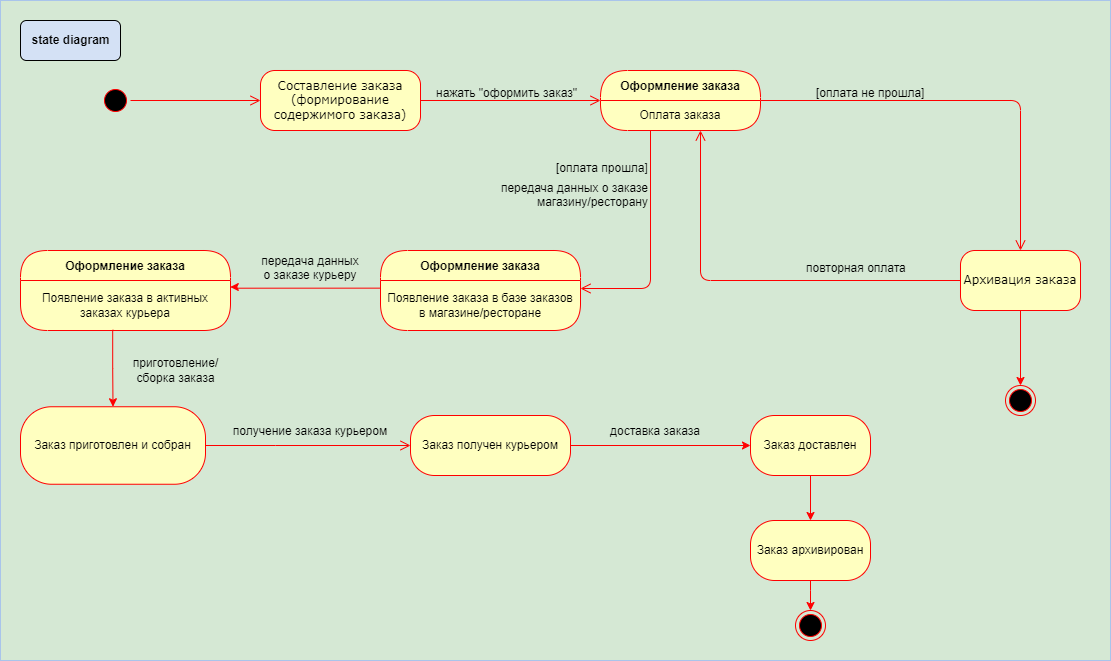 state diagram
Составление заказа
(формирование
содержимого заказа)
нажать "оформить заказ"
Оформление заказа
Оплата заказа
[оплата не прошла]
[оплата прошла]
передача данных о заказе
магазину/ресторану
Оформление заказа
Появление заказа в активных
заказах курьера
передача данных
о заказе курьеру
Оформление заказа
Появление заказа в базе заказов
в магазине/ресторане
повторная оплата
Архивация заказа
приготовление/
сборка заказа
Заказ приготовлен и собран
получение заказа курьером
Заказ получен курьером
доставка заказа
Заказ доставлен
Заказ архивирован